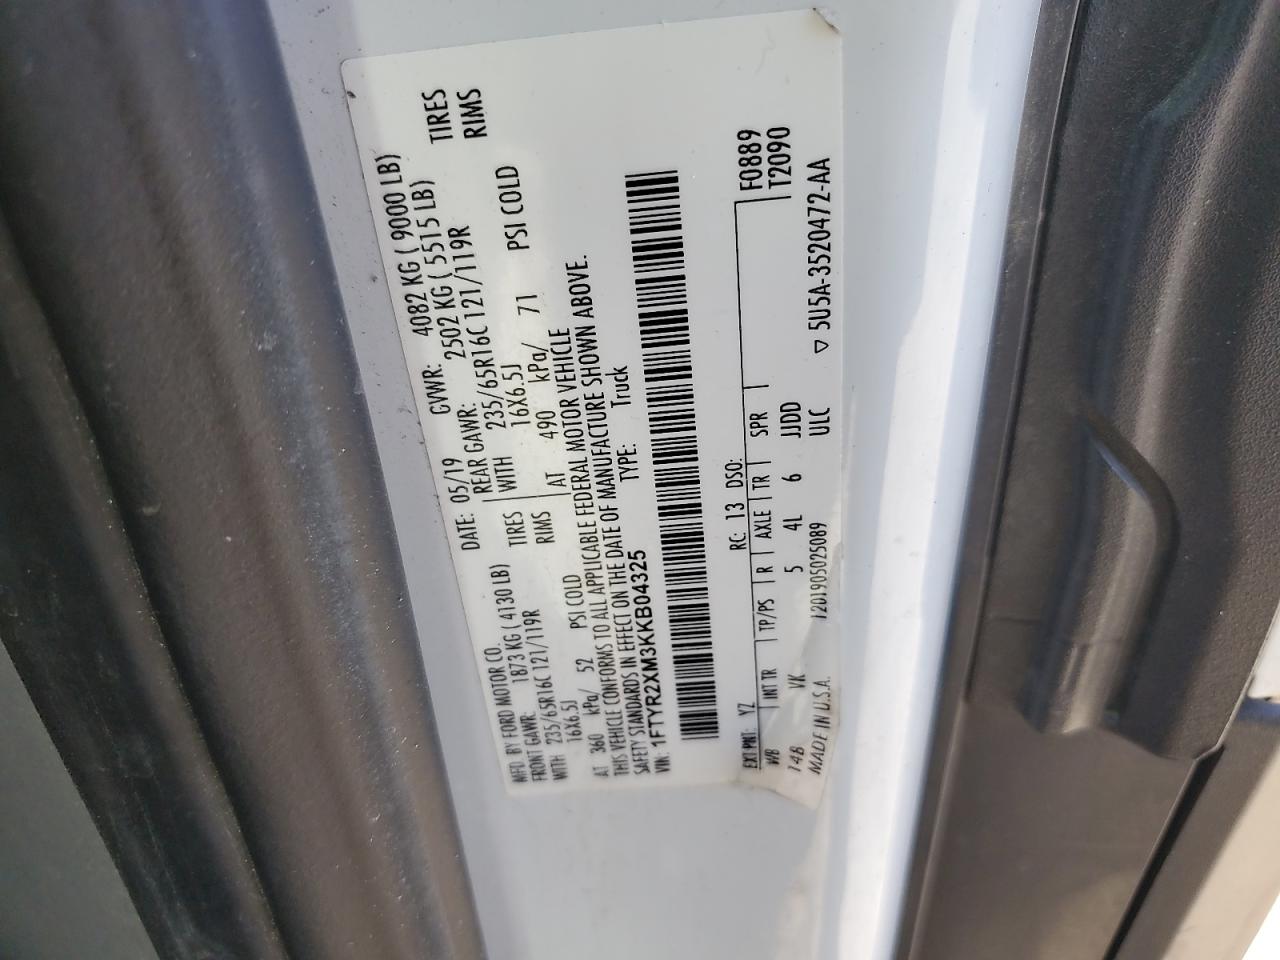 MFD. BY FORD MOTOR CO.
DATE: 05/19 GVWR: 4082 KG ( 9000 LB)
FRONT GAWR: 1873 KG ( 4130 LB) REAR GAWR: 2502 KG ( 5515 LB)
WITH 235/65R16C 121/119R TIRES WITH 235/65R16C 121/119R TIRES
16X6.5J RIMS 16X6.5J RIMS
AT 360 kPa/ 52 PSI COLD AT 490 kPa/ 71 PSI COLD
THIS VEHICLE CONFORMS TO ALL APPLICABLE FEDERAL MOTOR VEHICLE
SAFETY STANDARDS IN EFFECT ON THE DATE OF MANUFACTURE SHOWN ABOVE.
VIN: 1FTYR2XM3KKB04325 TYPE: Truck
F0889
T2090
EXT PNT: YZ RC: 13 DSO:
WB INT TR TP/PS R AXLE TR SPR
148 VK 5 4L 6 JJDD
MADE IN U.S.A. 120190502508​9 ULC
▽ 5U5A-3520472-AA